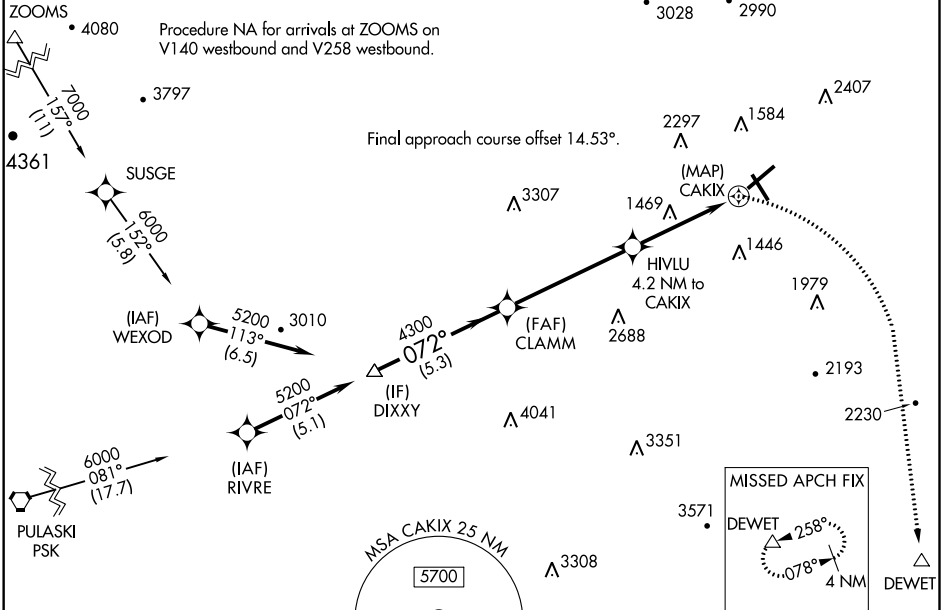 ZOOMS
4080
Procedure NA for arrivals at ZOOMS on
V140 westbound and V258 westbound.
3028
2990
7000
157°
(11)
3797
4361
2407
1584
2297
Final approach course offset 14.53°.
SUSGE
(MAP)
CAKIX
3307
1469
6000
152°
(5.8)
1446
HIVLU
4.2 NM to
CAKIX
1979
(IAF)
WEXOD
5200
113°
(6.5)
3010
4300
072°
(5.3)
(FAF)
CLAMM
2688
(IF)
DIXXY
2193
5200
072°
(5.1)
2230
4041
(IAF)
RIVRE
3351
6000
081°
(17.7)
PULASKI
PSK
MISSED APCH FIX
DEWET
258°
078°
4 NM
3571
DEWET
MSA CAKIX 25 NM
5700
3308